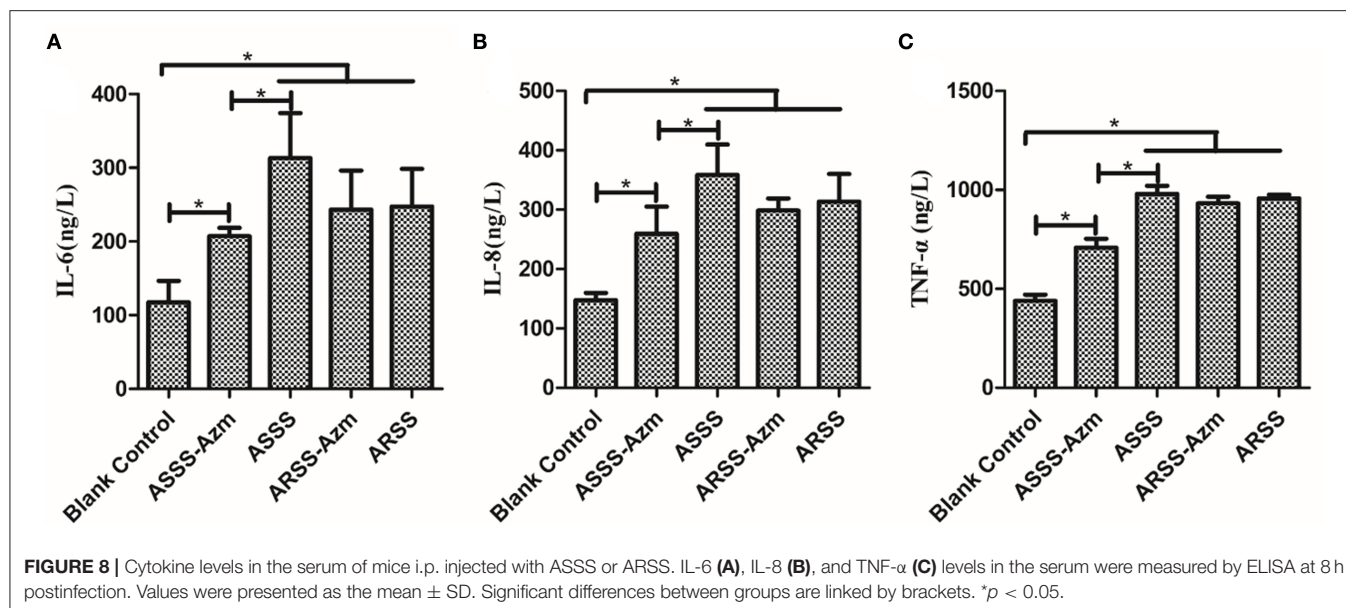 A
B
C
*
*
*
IL-6(ng/L)
400
300
200
100
0
Blank Control
ASSS-Azm
ASSS
ARSS-Azm
ARSS
*
*
*
IL-8(ng/L)
500
400
300
200
100
0
Blank Control
ASSS-Azm
ASSS
ARSS-Azm
ARSS
*
*
*
TNF-α (ng/L)
1500
1000
500
0
Blank Control
ASSS-Azm
ASSS
ARSS-Azm
ARSS
FIGURE 8 | Cytokine levels in the serum of mice i.p. injected with ASSS or ARSS. IL-6 (A), IL-8 (B), and TNF-α (C) levels in the serum were measured by ELISA at 8 h
postinfection. Values were presented as the mean ± SD. Significant differences between groups are linked by brackets. *p < 0.05.